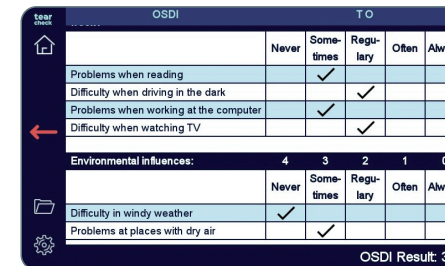 tear
check
OSDI TO
Never Some-times Regu-lary Often Alw
Problems when reading
Difficulty when driving in the dark
Problems when working at the computer
Difficulty when watching TV
Environmental influences: 4 3 2 1 0
Never Some-times Regu-lary Often Alw
Difficulty in windy weather
Problems at places with dry air
OSDI Result: 3